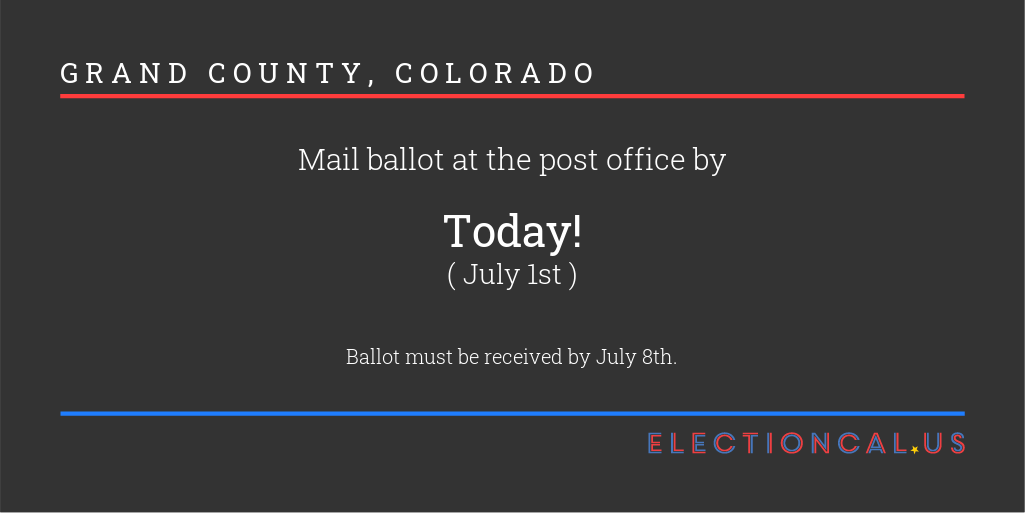 GRAND COUNTY, COLORADO
Mail ballot at the post office by
Today!
( July 1st )
Ballot must be received by July 8th.
ELECTIONCAL.US